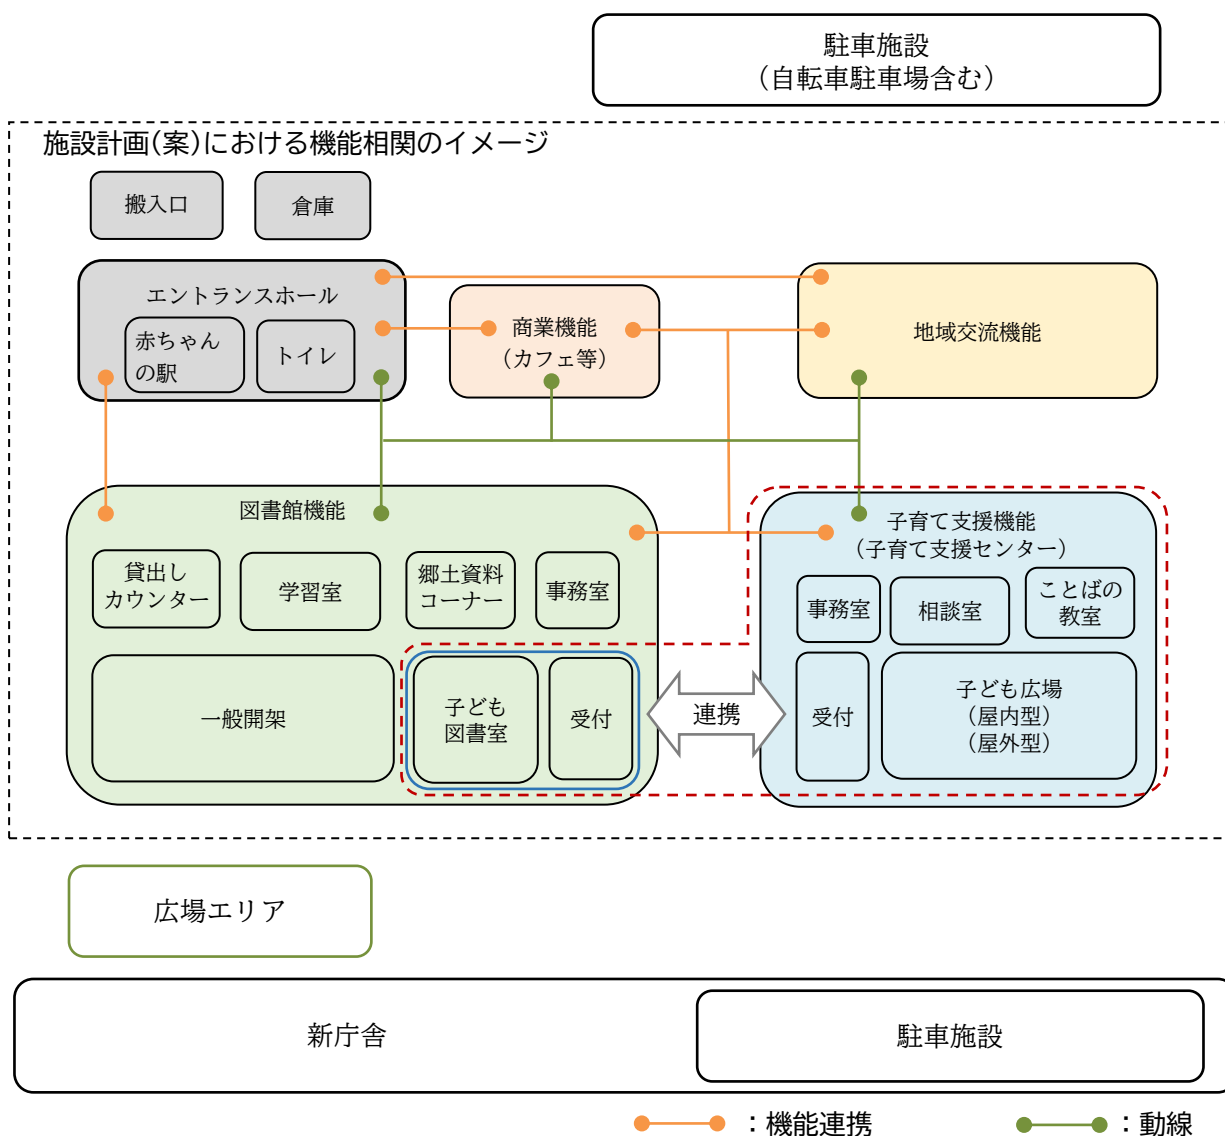 駐車施設
（自転車駐車場含む）
施設計画(案)における機能相関のイメージ
搬入口
倉庫
エントランスホール
赤ちゃん
の駅
トイレ
商業機能
（カフェ等）
地域交流機能
図書館機能
貸出し
カウンター
学習室
郷土資料
コーナー
事務室
一般開架
子ども
図書室
受付
連携
子育て支援機能
（子育て支援センター）
事務室
相談室
ことばの
教室
受付
子ども広場
（屋内型）
（屋外型）
広場エリア
新庁舎
駐車施設
：機能連携
：動線